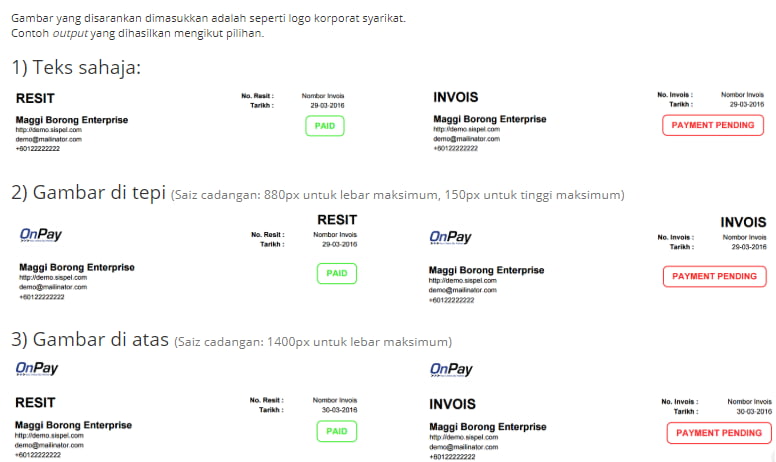 Gambar yang disarankan dimasukkan adalah seperti logo korporat syarikat.
Contoh output yang dihasilkan mengikut pilihan.
1) Teks sahaja:
RESIT
No. Resit : Nombor Invois
Tarikh : 29-03-2016
Maggi Borong Enterprise
http://demo.sispel.com
demo@mailinator.com
+60122222222
PAID
INVOIS
No. Invois : Nombor Invois
Tarikh : 29-03-2016
Maggi Borong Enterprise
http://demo.sispel.com
demo@mailinator.com
+60122222222
PAYMENT PENDING
2) Gambar di tepi (Saiz cadangan: 880px untuk lebar maksimum, 150px untuk tinggi maksimum)
OnPay
RESIT
No. Resit : Nombor Invois
Tarikh : 29-03-2016
Maggi Borong Enterprise
http://demo.sispel.com
demo@mailinator.com
+60122222222
PAID
OnPay
INVOIS
No. Invois : Nombor Invois
Tarikh : 29-03-2016
Maggi Borong Enterprise
http://demo.sispel.com
demo@mailinator.com
+60122222222
PAYMENT PENDING
3) Gambar di atas (Saiz cadangan: 1400px untuk lebar maksimum)
OnPay
RESIT
No. Resit : Nombor Invois
Tarikh : 30-03-2016
Maggi Borong Enterprise
http://demo.sispel.com
demo@mailinator.com
+60122222222
PAID
OnPay
INVOIS
No. Invois : Nombor Invois
Tarikh : 30-03-2016
Maggi Borong Enterprise
http://demo.sispel.com
demo@mailinator.com
+60122222222
PAYMENT PENDING